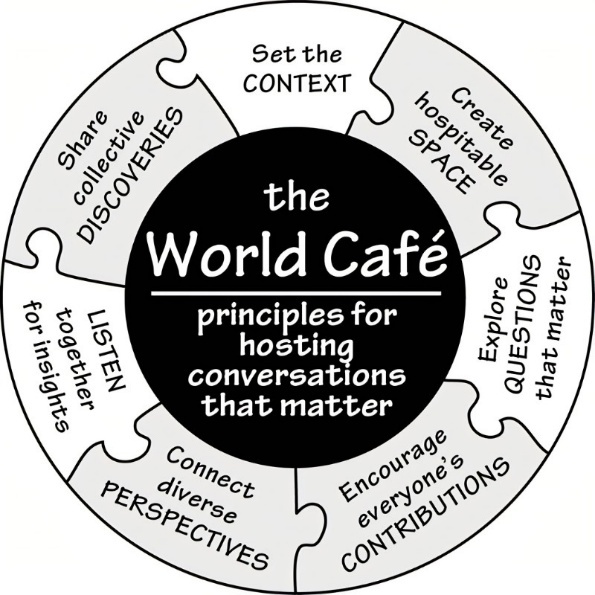 the
World Café
principles for
hosting
conversations
that matter
Set the
CONTEXT
Create
hospitable
SPACE
Explore
QUESTIONS
that matter
Encourage
everyone's
CONTRIBUTIONS
Connect
diverse
PERSPECTIVES
LISTEN
together
for insights
Share
collective
DISCOVERIES